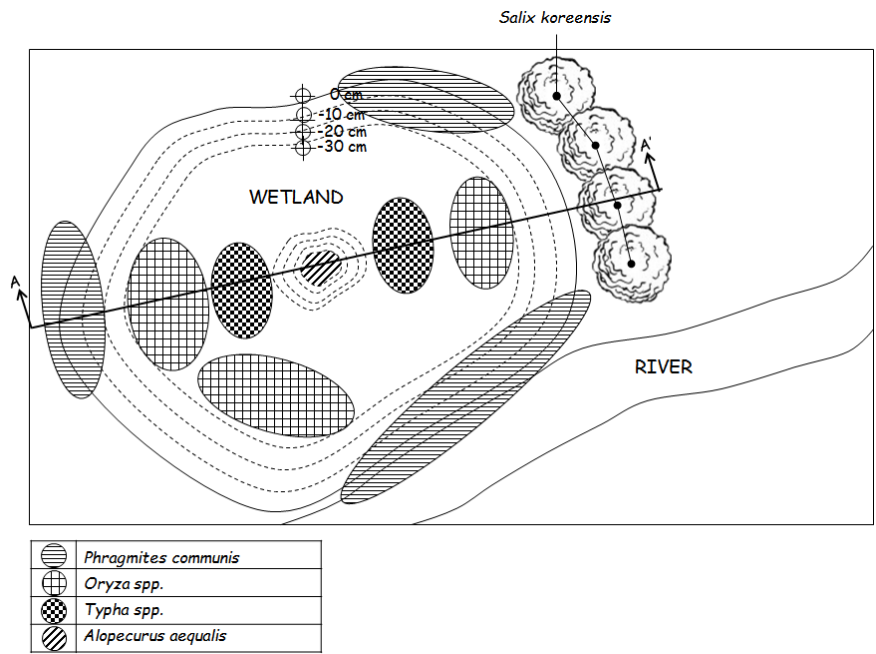 Salix koreensis
0 cm
-10 cm
-20 cm
-30 cm
A'
WETLAND
A
RIVER
Phragmites communis
Oryza spp.
Typha spp.
Alopecurus aequalis